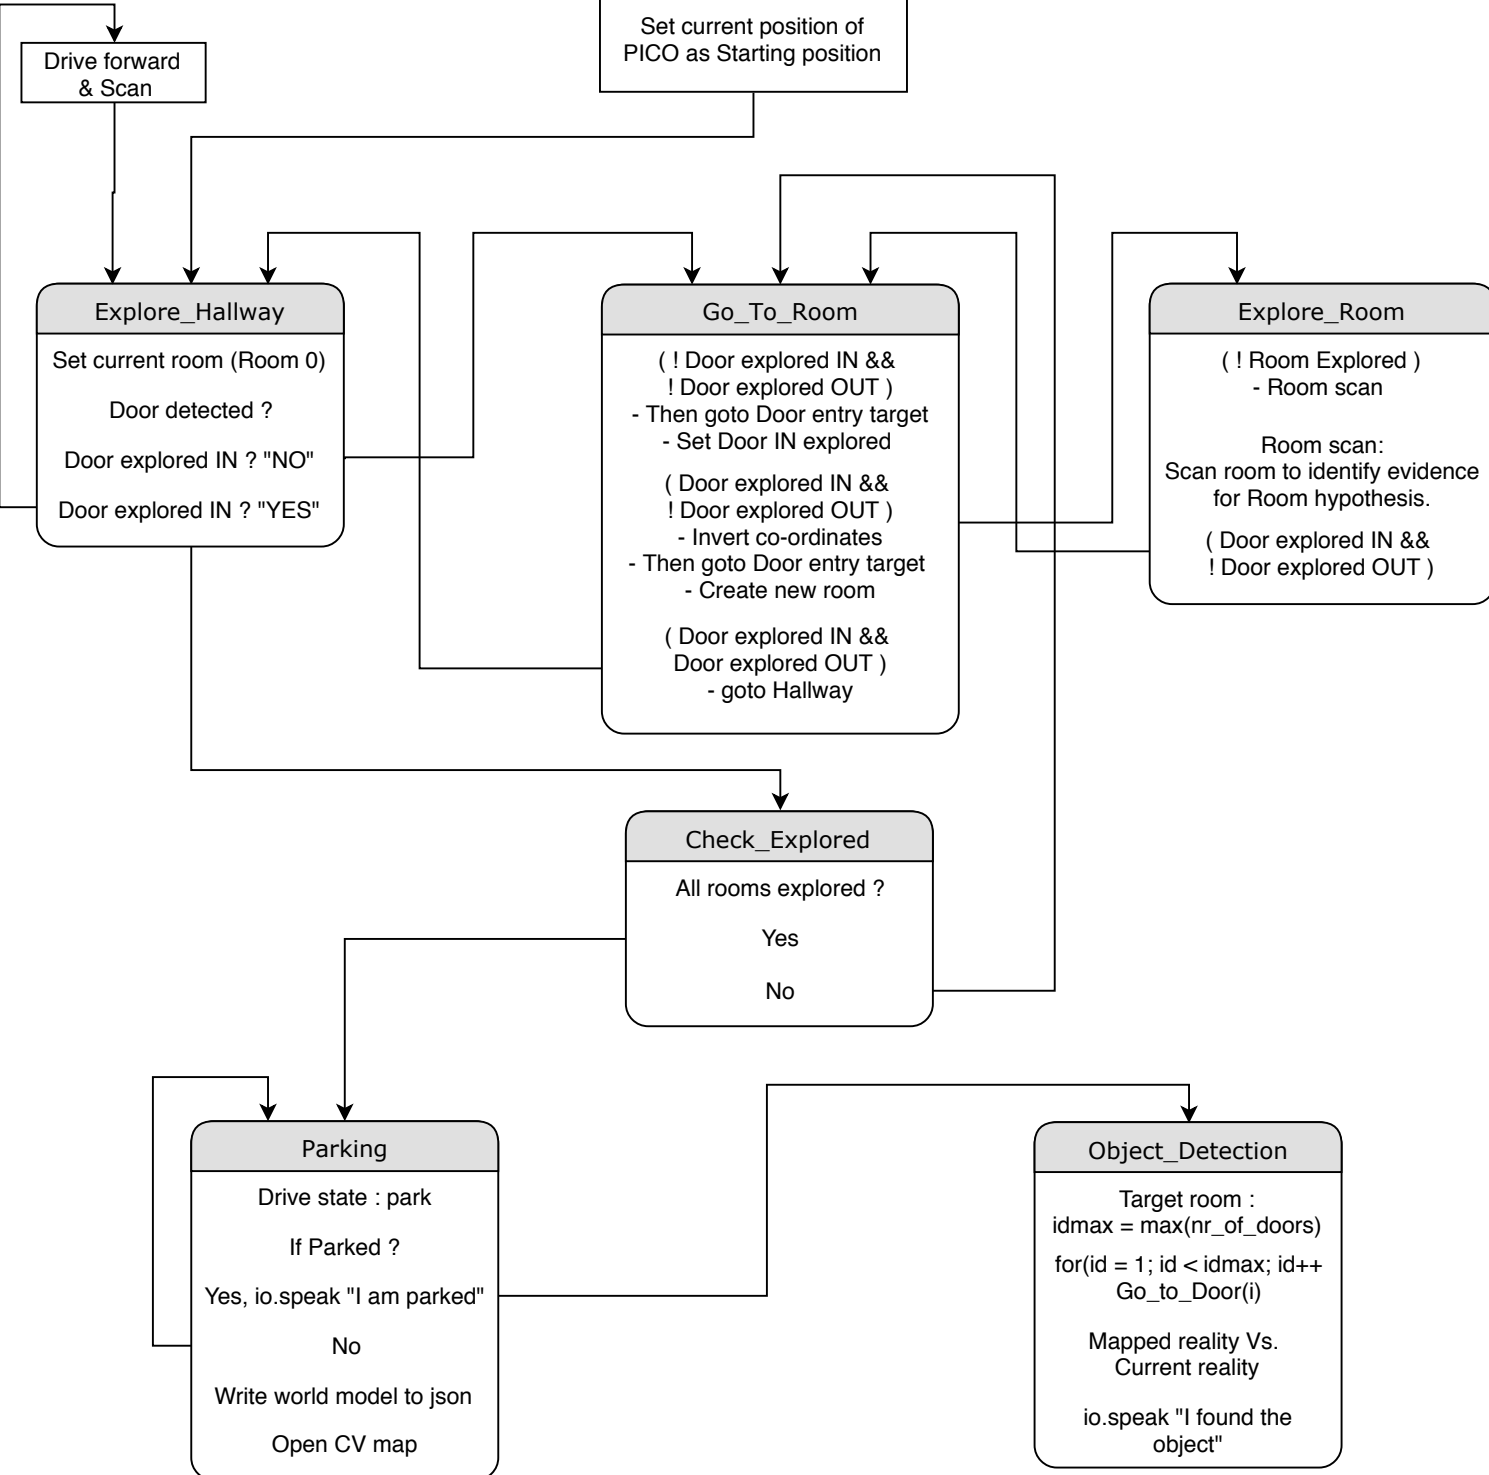 Set current position of
PICO as Starting position
Drive forward
& Scan
Explore_Hallway
Set current room (Room 0)
Door detected ?
Door explored IN ? "NO"
Door explored IN ? "YES"
Go_To_Room
( ! Door explored IN &&
! Door explored OUT )
- Then goto Door entry target
- Set Door IN explored
( Door explored IN &&
! Door explored OUT )
- Invert co-ordinates
- Then goto Door entry target
- Create new room
( Door explored IN &&
Door explored OUT )
- goto Hallway
Explore_Room
( ! Room Explored )
- Room scan
Room scan:
Scan room to identify evidence
for Room hypothesis.
( Door explored IN &&
! Door explored OUT )
Check_Explored
All rooms explored ?
Yes
No
Parking
Drive state : park
If Parked ?
Yes, io.speak "I am parked"
No
Write world model to json
Open CV map
Object_Detection
Target room :
idmax = max(nr_of_doors)
for(id = 1; id < idmax; id++
Go_to_Door(i)
Mapped reality Vs.
Current reality
io.speak "I found the
object"